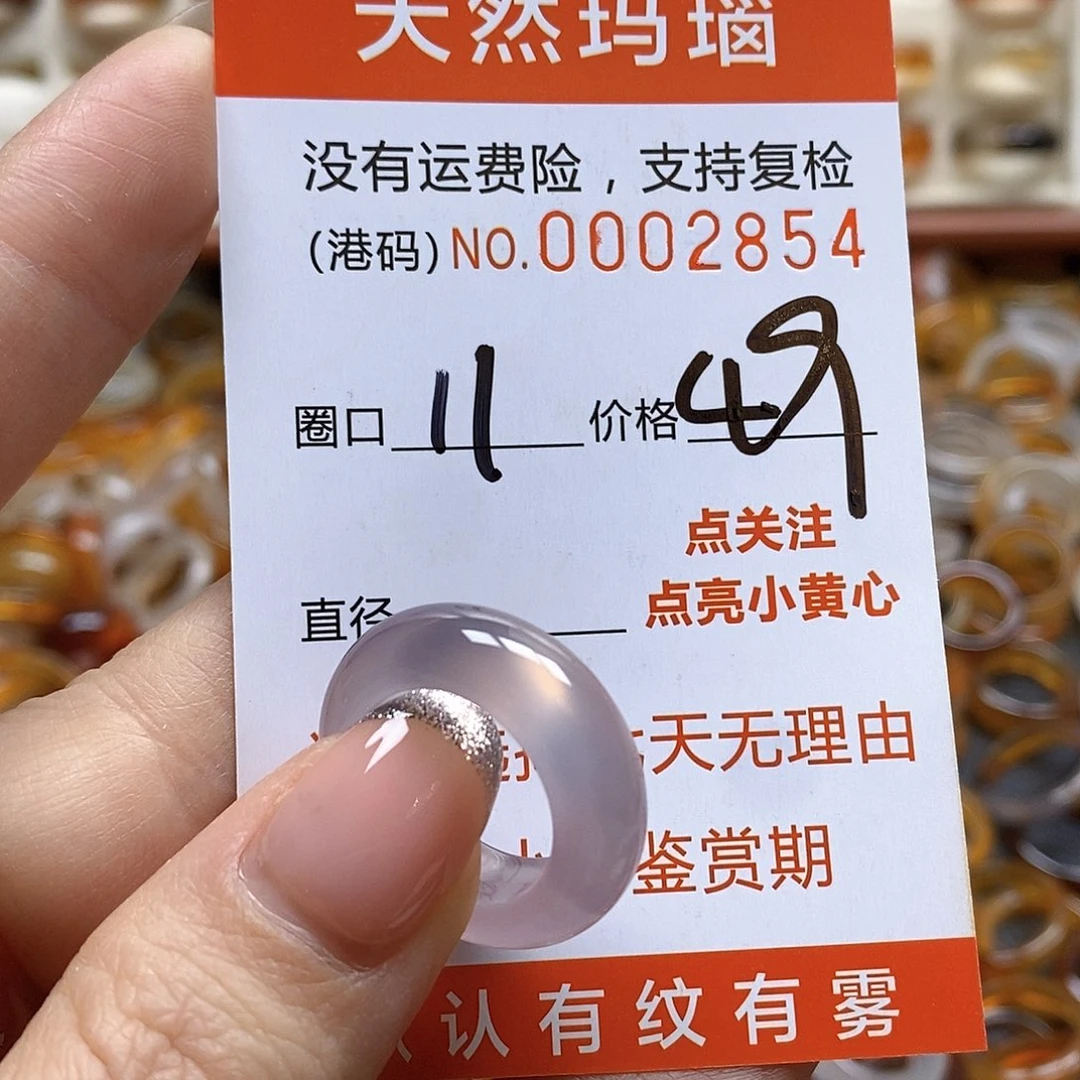 天然玛瑙
没有运费险，支持复检
(港码) NO.0002854
圈口 11 价格 49
点关注
直径
点亮小黄心
天无理由
鉴赏期
认有纹有雾